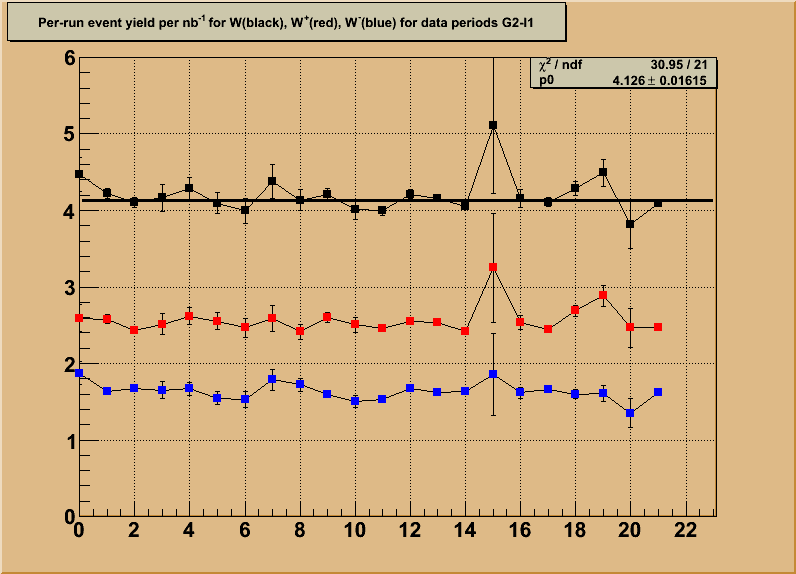 Per-run event yield per nb⁻¹ for W(black), W⁺(red), W⁻(blue) for data periods G2-I1
χ² / ndf 30.95 / 21
p0 4.126 ± 0.01615
6
5
4
3
2
1
0
0 2 4 6 8 10 12 14 16 18 20 22